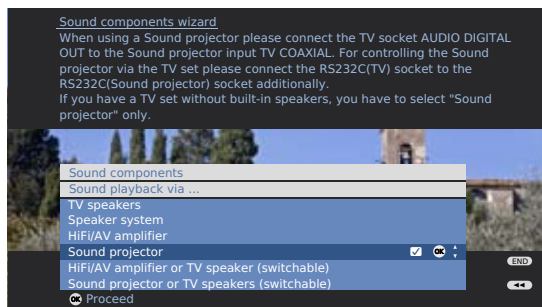 Sound components wizard
When using a Sound projector please connect the TV socket AUDIO DIGITAL
OUT to the Sound projector input TV COAXIAL. For controlling the Sound
projector via the TV set please connect the RS232C(TV) socket to the
RS232C(Sound projector) socket additionally.
If you have a TV set without built-in speakers, you have to select "Sound
projector" only.
Sound components
Sound playback via ...
TV speakers
Speaker system
HiFi/AV amplifier
Sound projector OK
HiFi/AV amplifier or TV speaker (switchable)
END
Sound projector or TV speakers (switchable)
OK Proceed